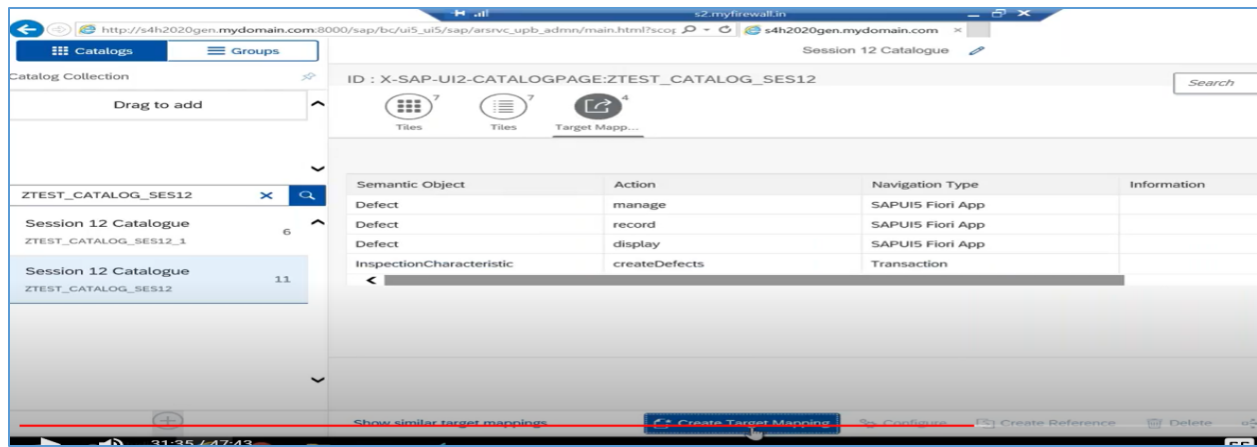 s2.myfirewall.in
http://s4h2020gen.mydomain.com:8000/sap/bc/ui5_ui5/sap/arsrvc_upb_admn/main.html?scop
s4h2020gen.mydomain.com
Catalogs Groups
Session 12 Catalogue
Catalog Collection
ID : X-SAP-UI2-CATALOGPAGE:ZTEST_CATALOG_SES12
Search
Drag to add
7 7 4
Tiles Tiles Target Mapp...
ZTEST_CATALOG_SES12
Semantic Object Action Navigation Type Information
Defect manage SAPUI5 Fiori App
Defect record SAPUI5 Fiori App
Defect display SAPUI5 Fiori App
InspectionCharacteristic createDefects Transaction
Session 12 Catalogue 6
ZTEST_CATALOG_SES12_1
Session 12 Catalogue 11
ZTEST_CATALOG_SES12
Show similar target mappings Create Target Mapping Configure Create Reference Delete
31:35 / 47:43